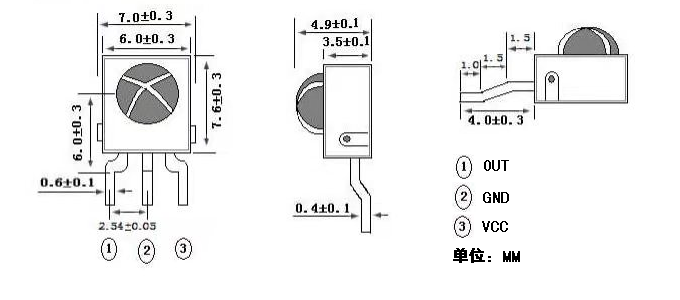 7.0±0.3
6.0±0.3
7.6±0.3
6.0±0.3
0.6±0.1
2.54±0.05
① ② ③
4.9±0.1
3.5±0.1
0.4±0.1
1.5
1.5
1.0
4.0±0.3
① OUT
② GND
③ VCC
单位: MM